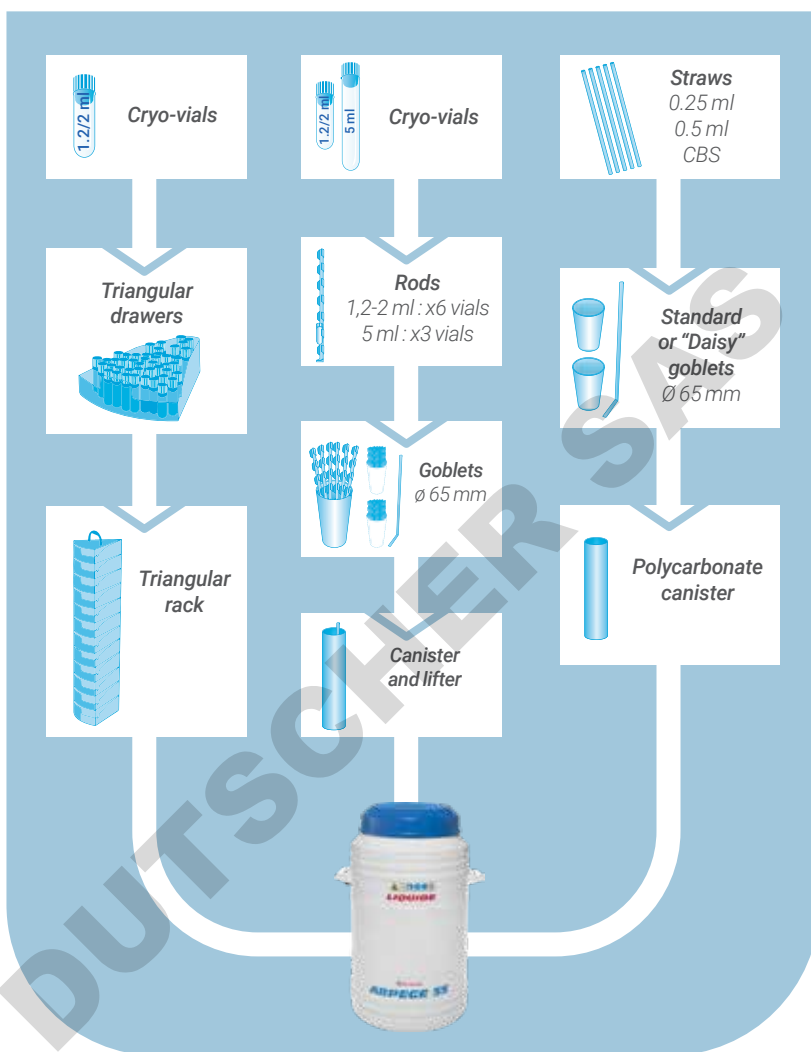 1.2/2 ml
Cryo-vials
Triangular
drawers
Triangular
rack
1.2/2 ml
5 ml
Cryo-vials
Rods
1,2-2 ml : x6 vials
5 ml : x3 vials
Goblets
ø 65 mm
Canister
and lifter
Straws
0.25 ml
0.5 ml
CBS
Standard
or “Daisy”
goblets
Ø 65 mm
Polycarbonate
canister
LIQUIDE
ARPEGE 55
DUTSCHER SAS